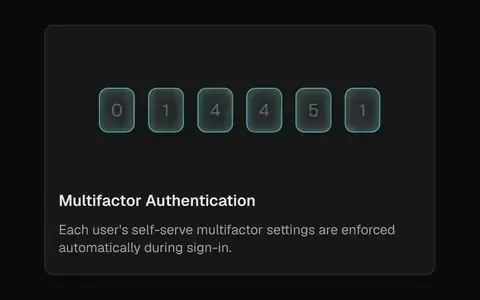 0 1 4 4 5 1
Multifactor Authentication
Each user's self-serve multifactor settings are enforced
automatically during sign-in.